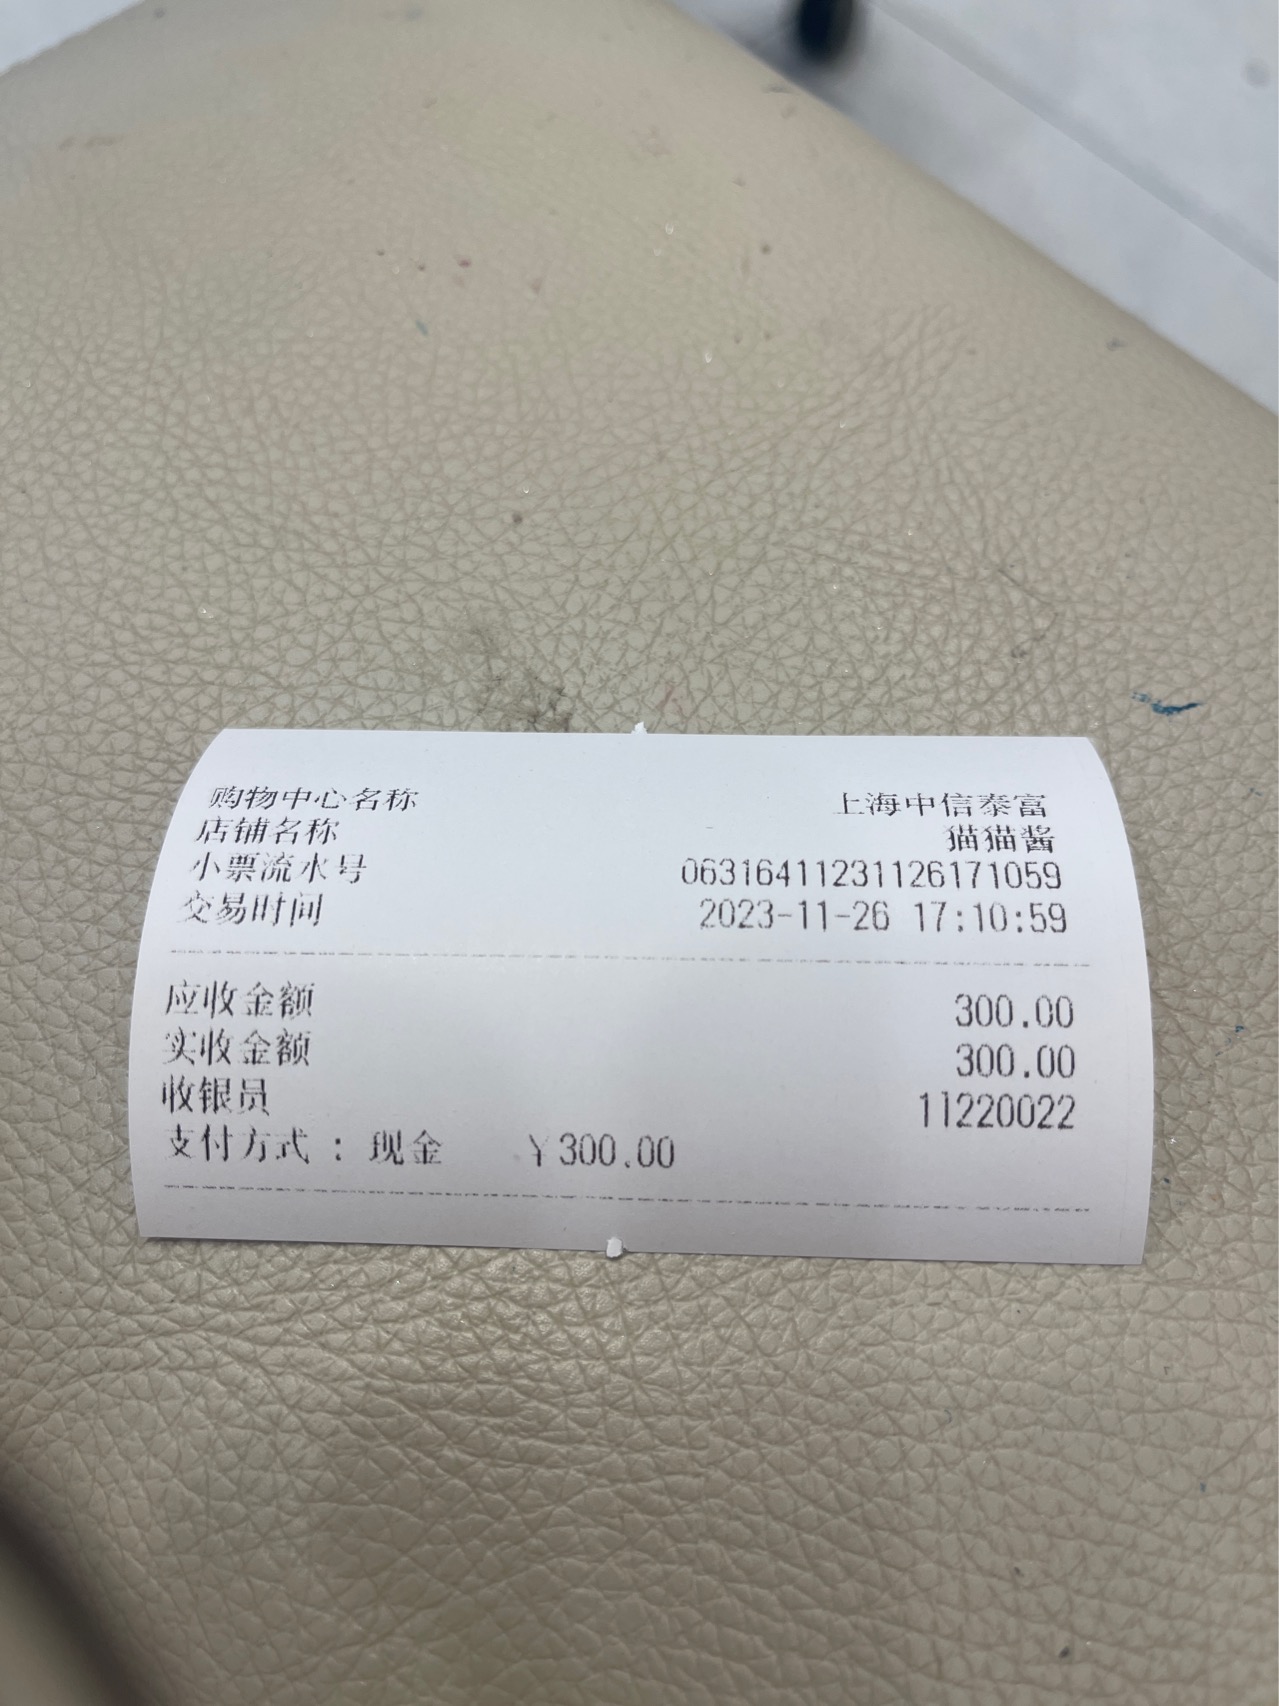 购物中心名称 上海中信泰富
店铺名称 猫猫酱
小票流水号 06316411231126171059
交易时间 2023-11-26 17:10:59
应收金额 300.00
实收金额 300.00
收银员 11220022
支付方式：现金 ¥300.00